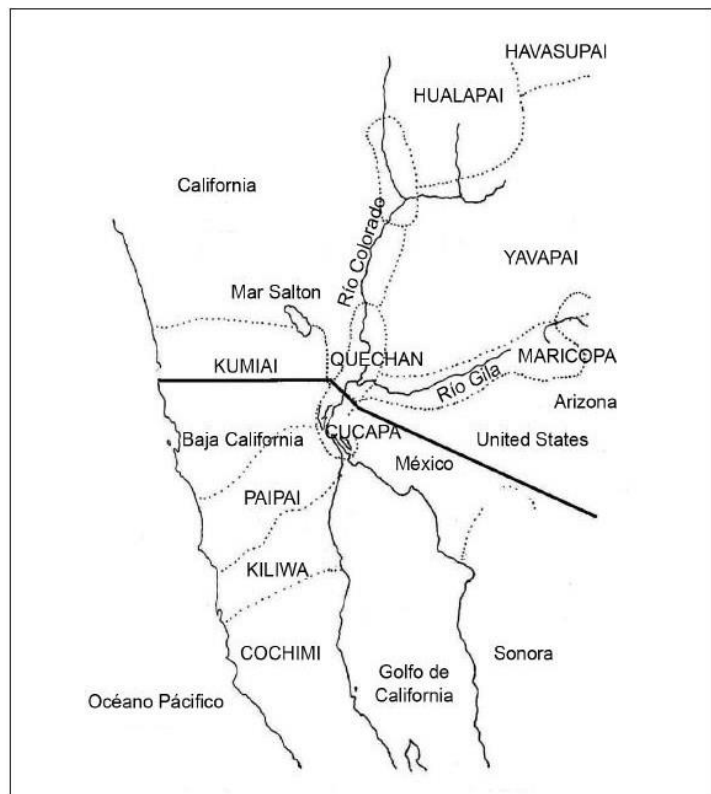 HAVASUPAI
HUALAPAI
California
Río Colorado
YAVAPAI
Mar Salton
KUMIAI
QUECHAN
MARICOPA
Río Gila
Arizona
Baja California
CUCAPA
United States
México
PAIPAI
KILIWA
COCHIMI
Sonora
Golfo de
California
Océano Pácifico